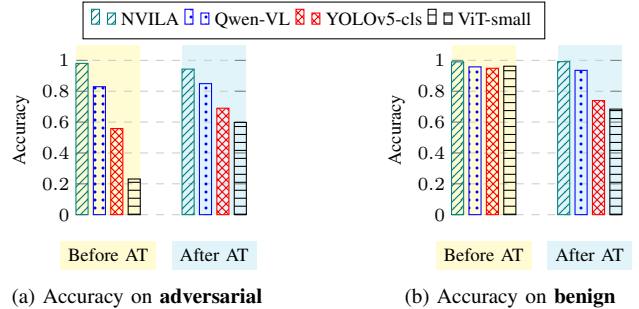 NVILA Qwen-VL YOLOv5-cls ViT-small
Accuracy
1
0.8
0.6
0.4
0.2
0
Before AT After AT
(a) Accuracy on adversarial
Accuracy
1
0.8
0.6
0.4
0.2
0
Before AT After AT
(b) Accuracy on benign